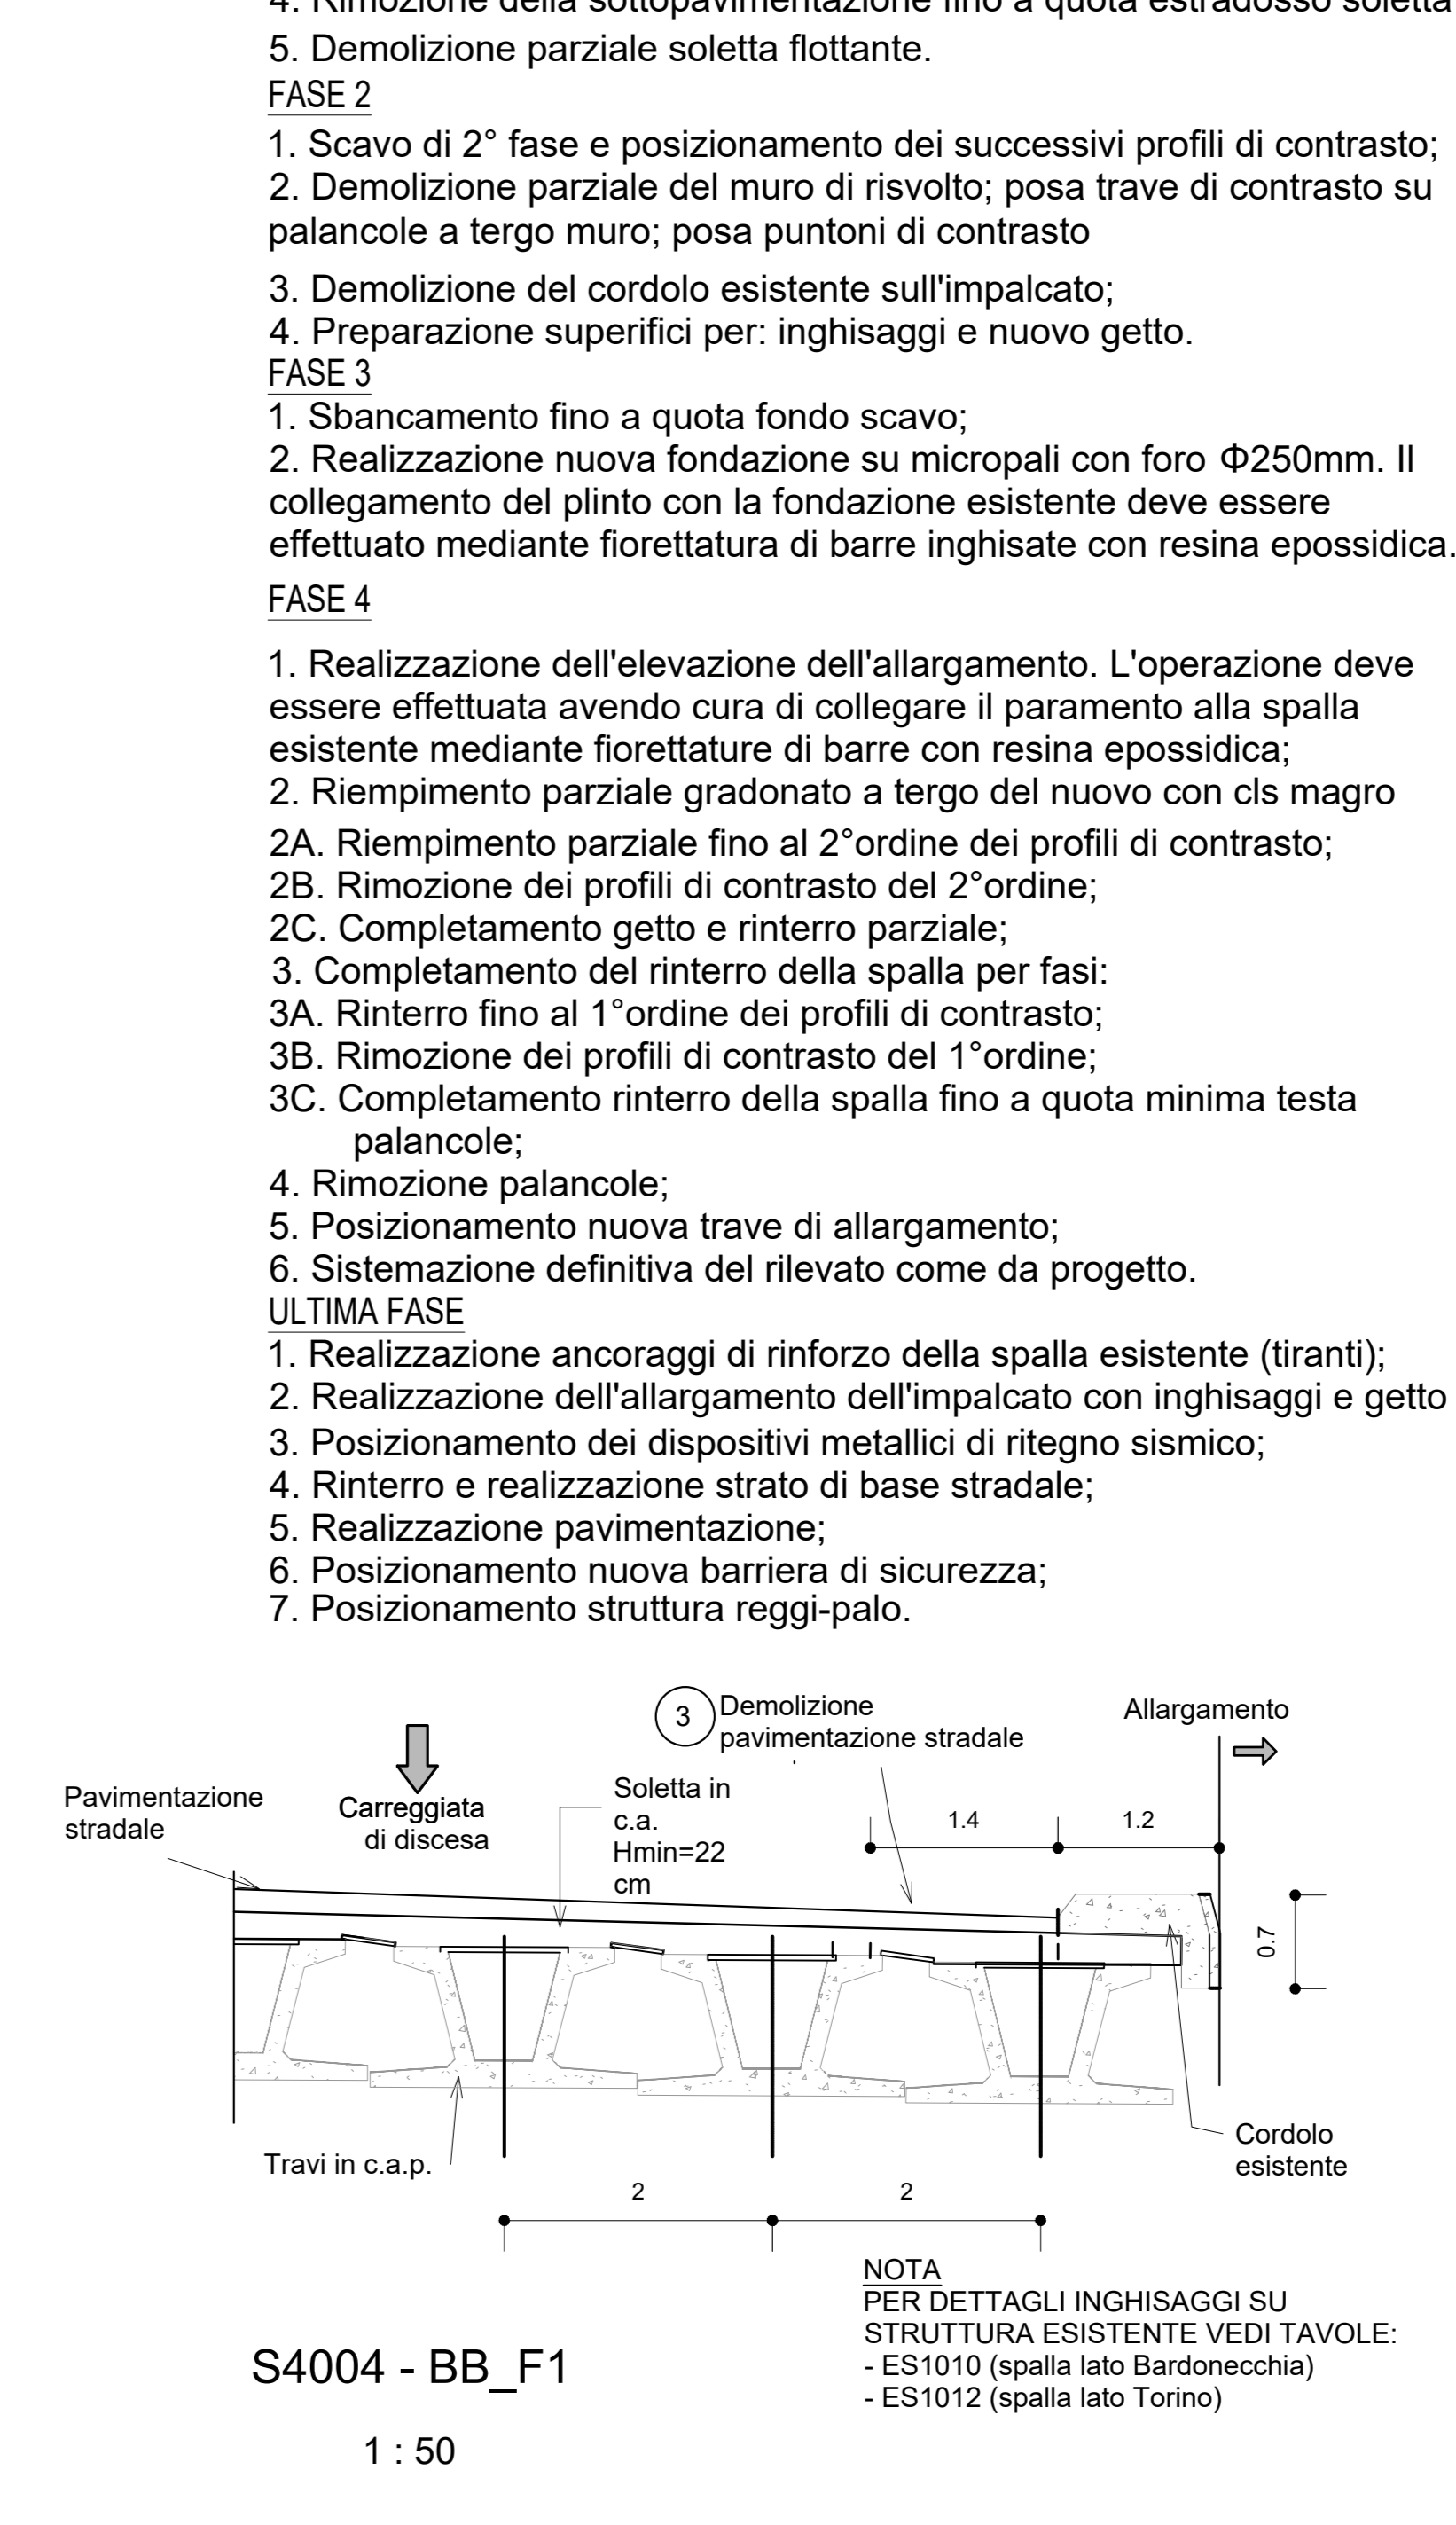 4. Rimozione della sottopavimentazione fino a quota estradosso soletta
5. Demolizione parziale soletta flottante.
FASE 2
1. Scavo di 2° fase e posizionamento dei successivi profili di contrasto;
2. Demolizione parziale del muro di risvolto; posa trave di contrasto su
palancole a tergo muro; posa puntoni di contrasto
3. Demolizione del cordolo esistente sull'impalcato;
4. Preparazione superifici per: inghisaggi e nuovo getto.
FASE 3
1. Sbancamento fino a quota fondo scavo;
2. Realizzazione nuova fondazione su micropali con foro Φ250mm. Il
collegamento del plinto con la fondazione esistente deve essere
effettuato mediante fiorettatura di barre inghisate con resina epossidica.
FASE 4
1. Realizzazione dell'elevazione dell'allargamento. L'operazione deve
essere effettuata avendo cura di collegare il paramento alla spalla
esistente mediante fiorettature di barre con resina epossidica;
2. Riempimento parziale gradonato a tergo del nuovo con cls magro
2A. Riempimento parziale fino al 2°ordine dei profili di contrasto;
2B. Rimozione dei profili di contrasto del 2°ordine;
2C. Completamento getto e rinterro parziale;
3. Completamento del rinterro della spalla per fasi:
3A. Rinterro fino al 1°ordine dei profili di contrasto;
3B. Rimozione dei profili di contrasto del 1°ordine;
3C. Completamento rinterro della spalla fino a quota minima testa
palancole;
4. Rimozione palancole;
5. Posizionamento nuova trave di allargamento;
6. Sistemazione definitiva del rilevato come da progetto.
ULTIMA FASE
1. Realizzazione ancoraggi di rinforzo della spalla esistente (tiranti);
2. Realizzazione dell'allargamento dell'impalcato con inghisaggi e getto
3. Posizionamento dei dispositivi metallici di ritegno sismico;
4. Rinterro e realizzazione strato di base stradale;
5. Realizzazione pavimentazione;
6. Posizionamento nuova barriera di sicurezza;
7. Posizionamento struttura reggi-palo.
3
Demolizione
pavimentazione stradale
Allargamento
Pavimentazione
stradale
Carreggiata
di discesa
Soletta in
c.a.
Hmin=22
cm
1.4
1.2
0.7
Travi in c.a.p.
Cordolo
esistente
2
2
NOTA
PER DETTAGLI INGHISAGGI SU
STRUTTURA ESISTENTE VEDI TAVOLE:
- ES1010 (spalla lato Bardonecchia)
- ES1012 (spalla lato Torino)
S4004 - BB_F1
1 : 50